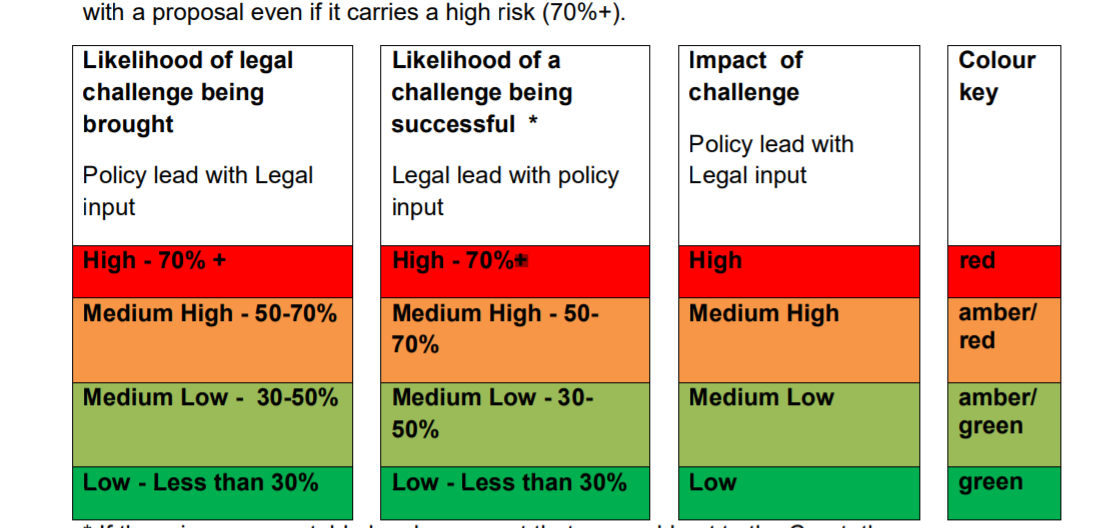 with a proposal even if it carries a high risk (70%+).
Likelihood of legal
challenge being
brought
Policy lead with Legal
input
Likelihood of a
challenge being
successful *
Legal lead with policy
input
Impact of
challenge
Policy lead with
Legal input
Colour
key
High - 70% +
High - 70%+
High
red
Medium High - 50-70%
Medium High - 50-
70%
Medium High
amber/
red
Medium Low - 30-50%
Medium Low - 30-
50%
Medium Low
amber/
green
Low - Less than 30%
Low - Less than 30%
Low
green